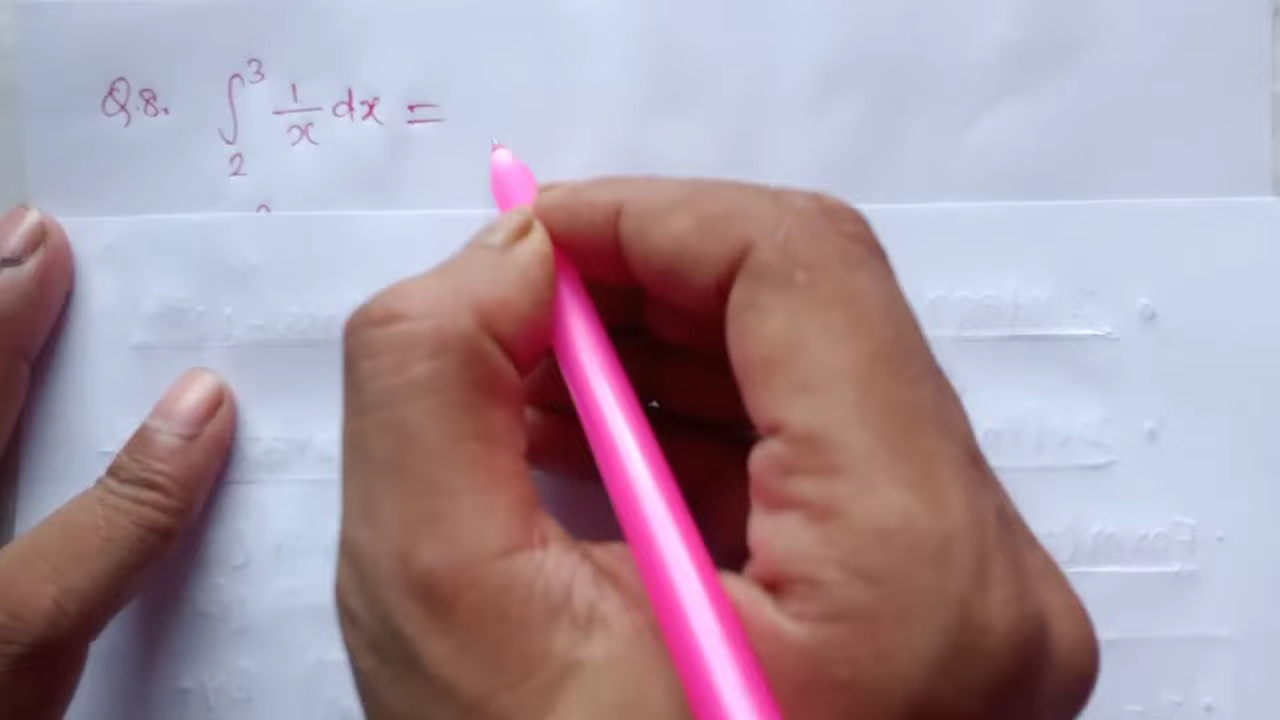 Q.8. ∫₂³ 1/x dx =